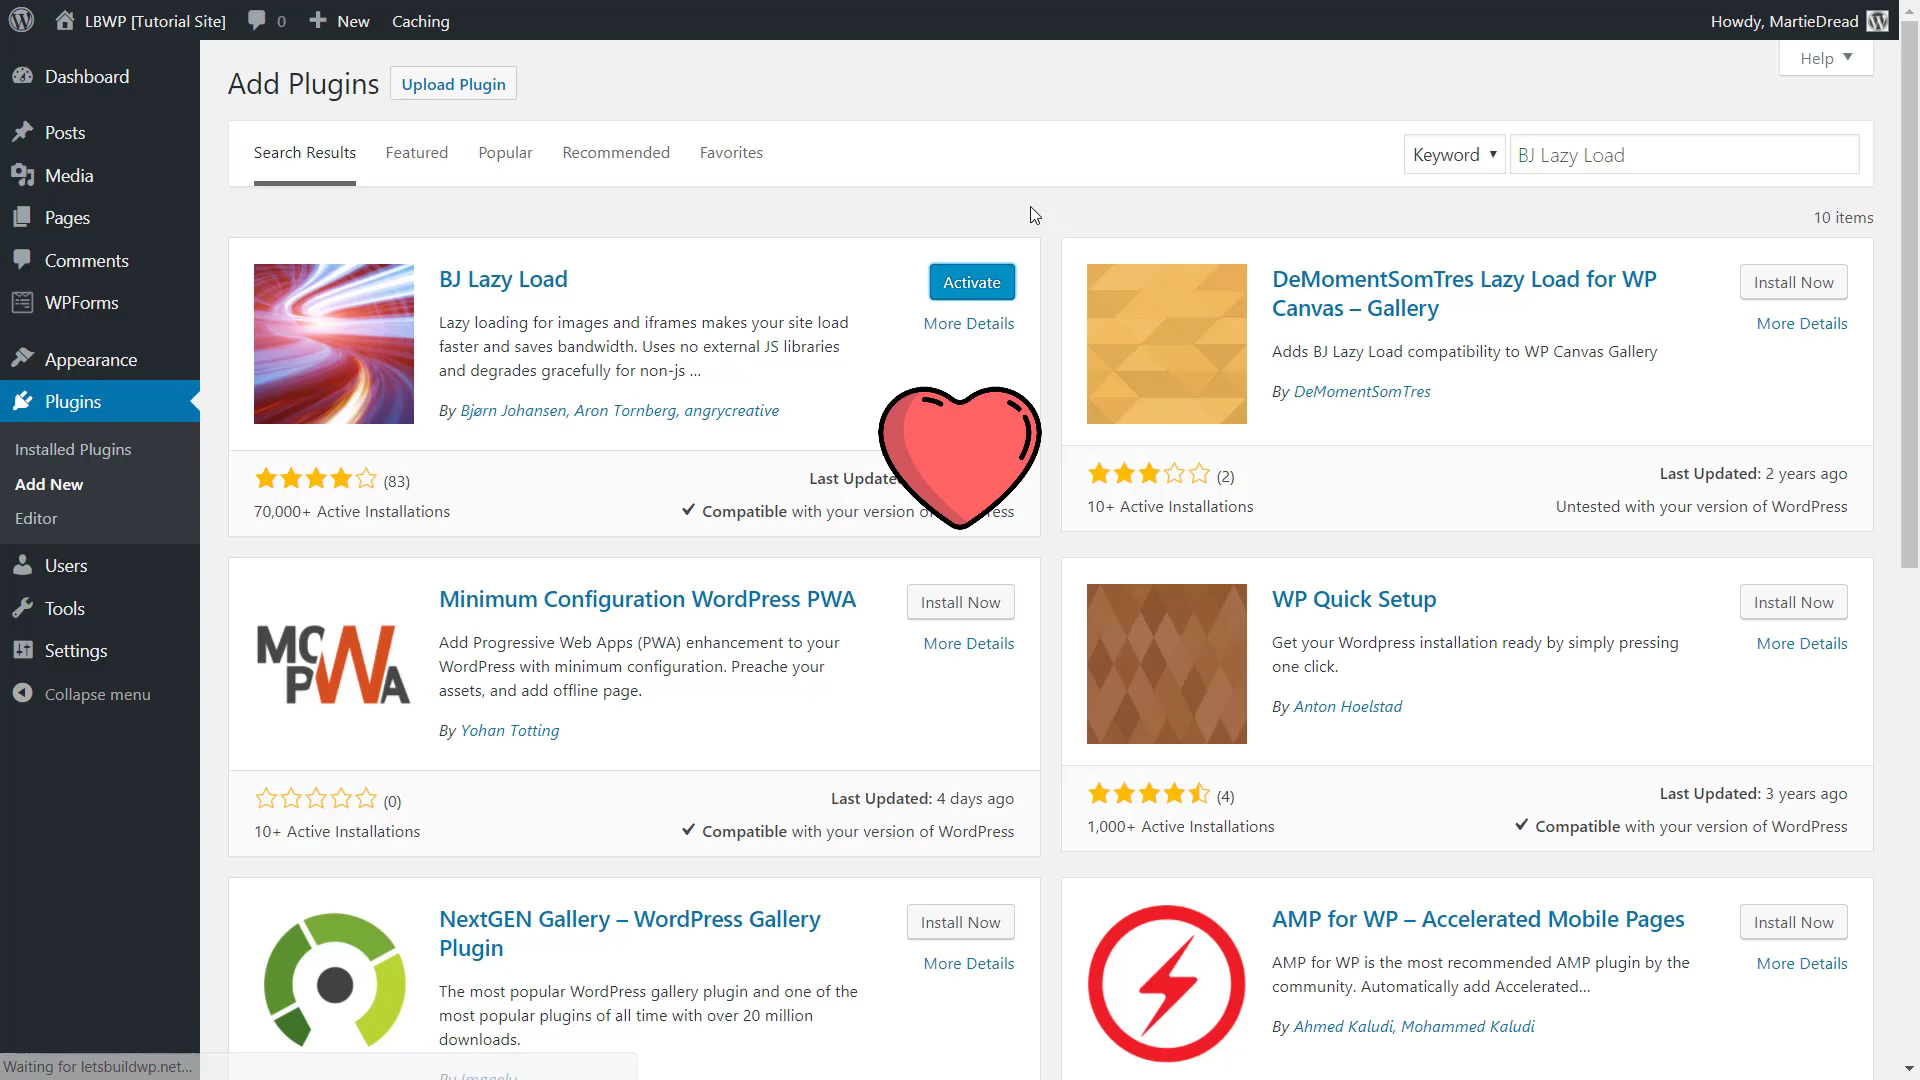 LBWP [Tutorial Site]
0
New
Caching
Howdy, MartieDread
Dashboard
Posts
Media
Pages
Comments
WPForms
Appearance
Plugins
Installed Plugins
Add New
Editor
Users
Tools
Settings
Collapse menu
Waiting for letsbuildwp.net...
Help
Add Plugins
Upload Plugin
Search Results
Featured
Popular
Recommended
Favorites
Keyword
BJ Lazy Load
10 items
BJ Lazy Load
Activate
More Details
Lazy loading for images and iframes makes your site load
faster and saves bandwidth. Uses no external JS libraries
and degrades gracefully for non-js ...
By Bjørn Johansen, Aron Tornberg, angrycreative
(83)
70,000+ Active Installations
Last
Compatible with your version
DeMomentSomTres Lazy Load for WP
Canvas – Gallery
Install Now
More Details
Adds BJ Lazy Load compatibility to WP Canvas Gallery
By DeMomentSomTres
(2)
10+ Active Installations
Last Updated: 2 years ago
Untested with your version of WordPress
MCWPWA
Minimum Configuration WordPress PWA
Install Now
More Details
Add Progressive Web Apps (PWA) enhancement to your
WordPress with minimum configuration. Preache your
assets, and add offline page.
By Yohan Totting
(0)
10+ Active Installations
Last Updated: 4 days ago
Compatible with your version of WordPress
WP Quick Setup
Install Now
More Details
Get your Wordpress installation ready by simply pressing
one click.
By Anton Hoelstad
(4)
1,000+ Active Installations
Last Updated: 3 years ago
Compatible with your version of WordPress
NextGEN Gallery – WordPress Gallery
Plugin
Install Now
More Details
The most popular WordPress gallery plugin and one of the
most popular plugins of all time with over 20 million
downloads.
AMP for WP – Accelerated Mobile Pages
Install Now
More Details
AMP for WP is the most recommended AMP plugin by the
community. Automatically add Accelerated...
By Ahmed Kaludi, Mohammed Kaludi